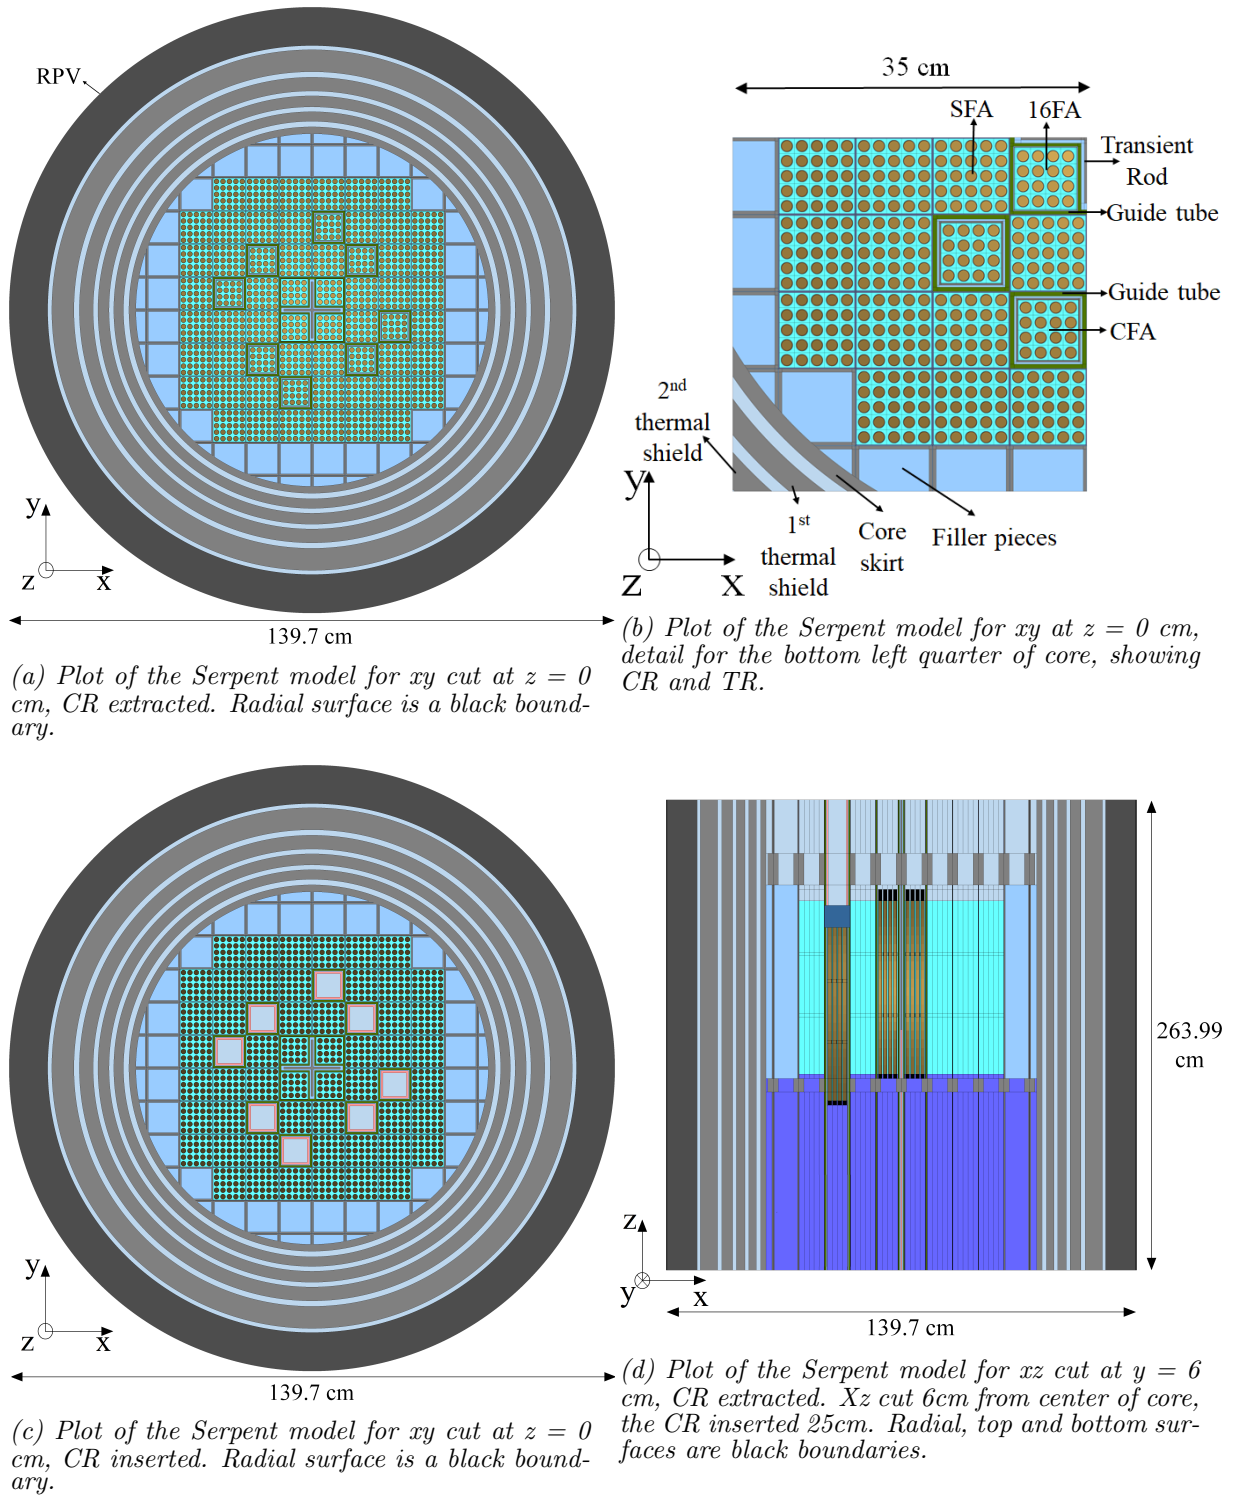 RPV
y
z
x
139.7 cm
(a) Plot of the Serpent model for xy cut at z = 0
cm, CR extracted. Radial surface is a black bound-
ary.
35 cm
SFA
16FA
Transient
Rod
Guide tube
Guide tube
CFA
2nd
thermal
shield
y
z
x
1st
thermal
shield
Core
skirt
Filler pieces
(b) Plot of the Serpent model for xy at z = 0 cm,
detail for the bottom left quarter of core, showing
CR and TR.
y
z
x
139.7 cm
(c) Plot of the Serpent model for xy cut at z = 0
cm, CR inserted. Radial surface is a black bound-
ary.
263.99
cm
z
y
x
139.7 cm
(d) Plot of the Serpent model for xz cut at y = 6
cm, CR extracted. Xz cut 6cm from center of core,
the CR inserted 25cm. Radial, top and bottom sur-
faces are black boundaries.